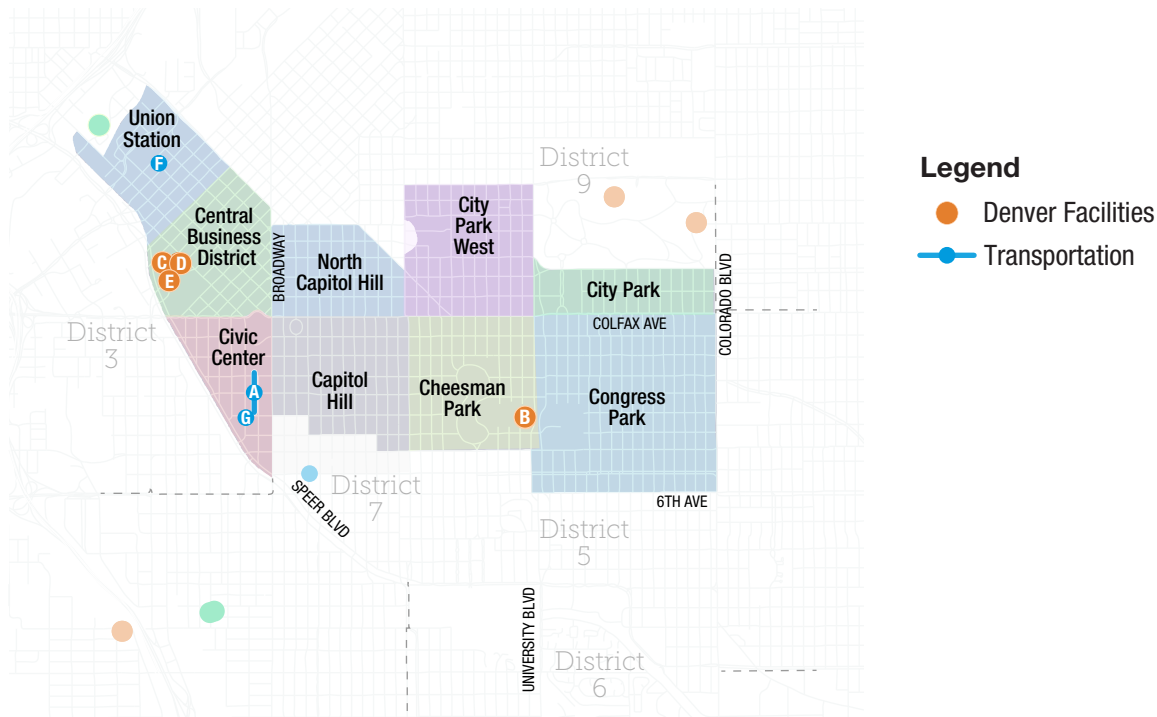 Union
Station
F
District
9
Legend
Denver Facilities
Transportation
City
Park
West
Central
Business
District
C
D
E
BROADWAY
North
Capitol Hill
City Park
COLORADO BLVD
COLFAX AVE
District
3
Civic
Center
A
G
Capitol
Hill
Cheesman
Park
B
Congress
Park
District
7
SPEER BLVD
6TH AVE
District
5
UNIVERSITY BLVD
District
6